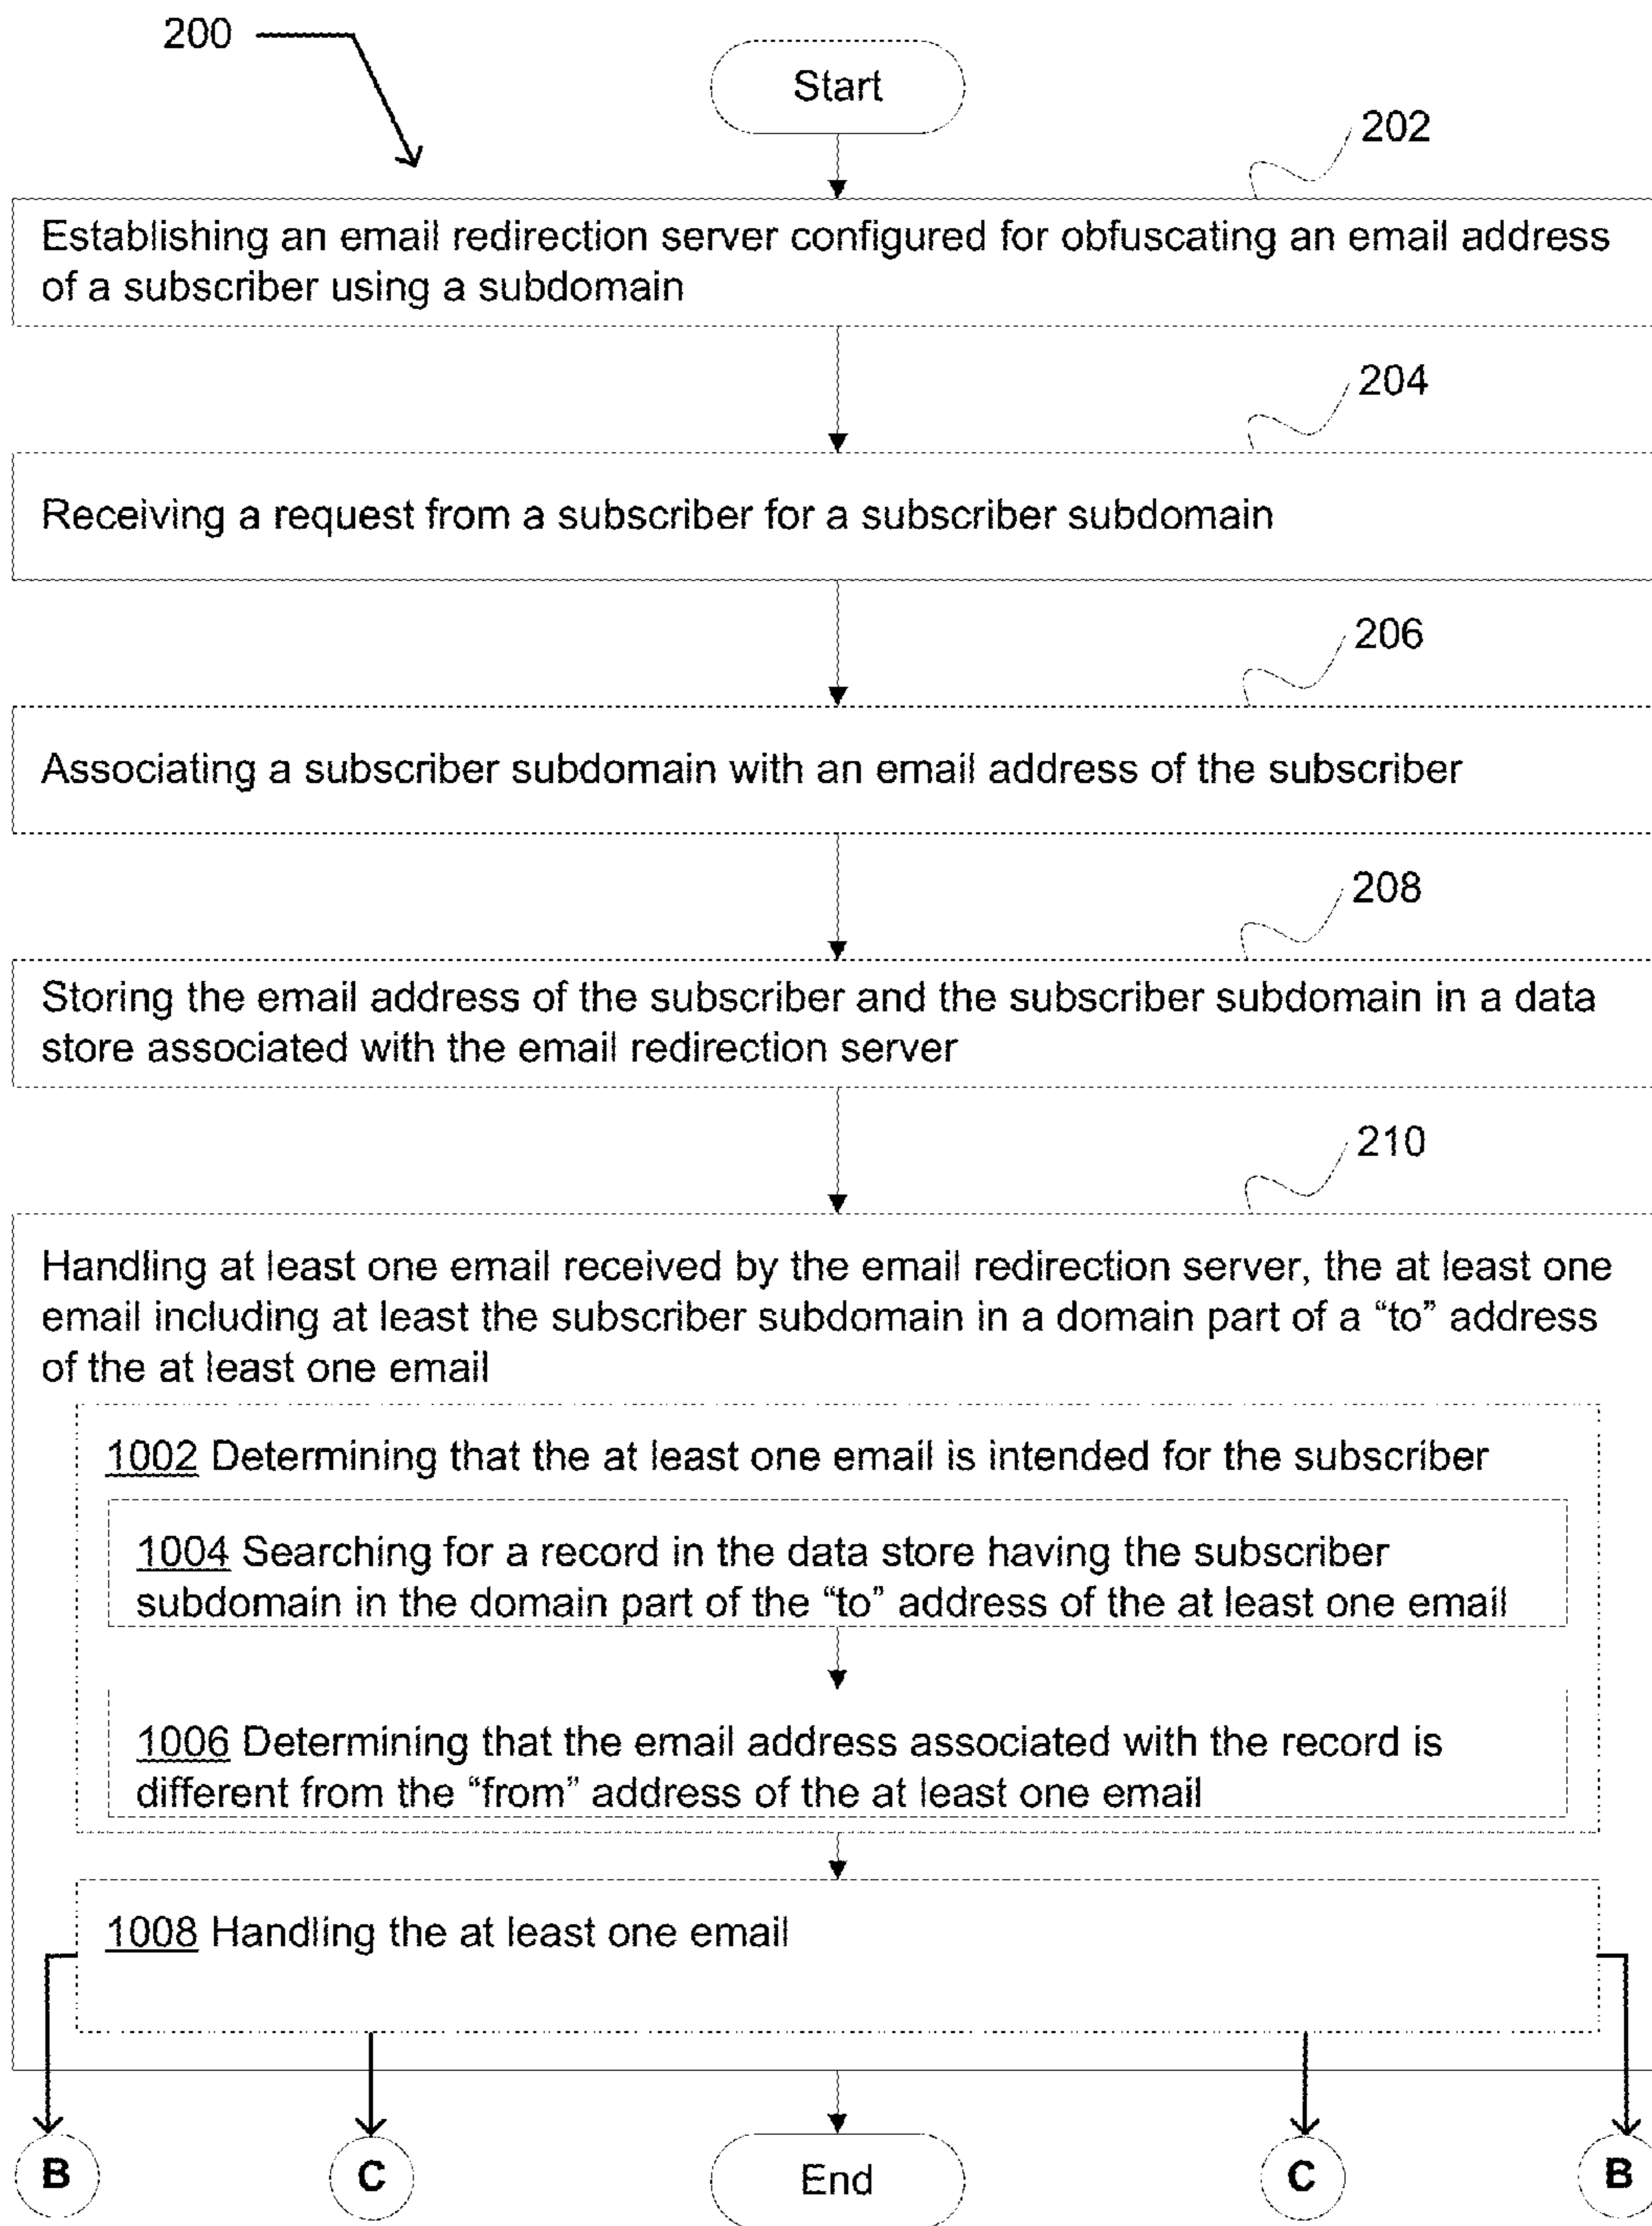 200
Start
202
Establishing an email redirection server configured for obfuscating an email address
of a subscriber using a subdomain
204
Receiving a request from a subscriber for a subscriber subdomain
206
Associating a subscriber subdomain with an email address of the subscriber
208
Storing the email address of the subscriber and the subscriber subdomain in a data
store associated with the email redirection server
210
Handling at least one email received by the email redirection server, the at least one
email including at least the subscriber subdomain in a domain part of a “to” address
of the at least one email
1002 Determining that the at least one email is intended for the subscriber
1004 Searching for a record in the data store having the subscriber
subdomain in the domain part of the “to” address of the at least one email
1006 Determining that the email address associated with the record is
different from the “from” address of the at least one email
1008 Handling the at least one email
B
C
End
C
B